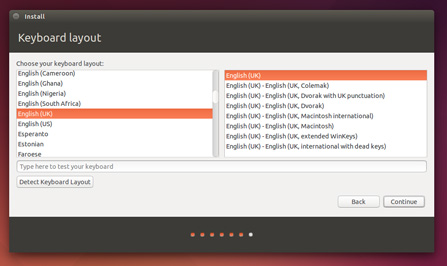 Install
Keyboard layout
Choose your keyboard layout:
English (Cameroon)
English (Ghana)
English (Nigeria)
English (South Africa)
English (UK)
English (US)
Esperanto
Estonian
Faroese
English (UK)
English (UK) - English (UK, Colemak)
English (UK) - English (UK, Dvorak with UK punctuation)
English (UK) - English (UK, Dvorak)
English (UK) - English (UK, Macintosh international)
English (UK) - English (UK, Macintosh)
English (UK) - English (UK, extended WinKeys)
English (UK) - English (UK, international with dead keys)
Type here to test your keyboard
Detect Keyboard Layout
Back
Continue